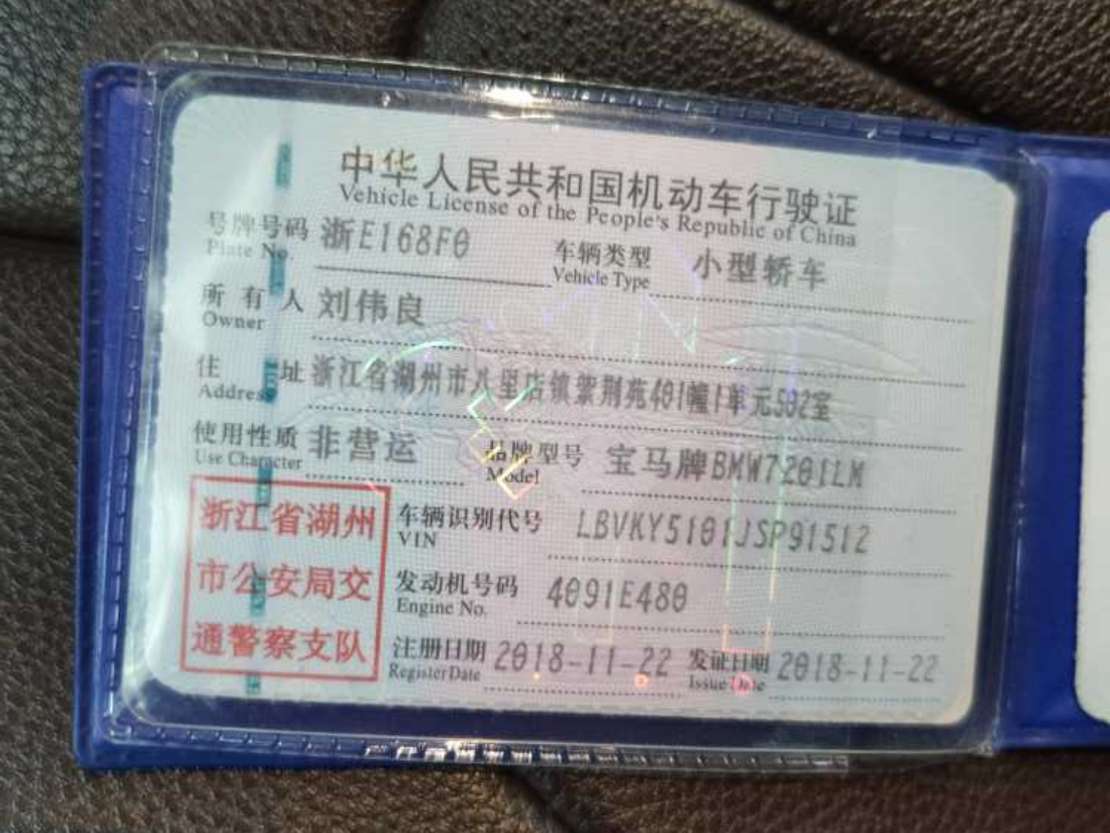 中华人民共和国机动车行驶证
Vehicle License of the People's Republic of China
号牌号码 浙E168F0 车辆类型 小型轿车
Plate No. Vehicle Type
所有人 刘伟良
Owner
住址 浙江省湖州市八里店镇紫荆苑401幢1单元502室
Address
使用性质 非营运 品牌型号 宝马牌BMW7201LM
Use Character Model
浙江省湖州 车辆识别代号 LBVKY5101JSP91512
VIN
市公安局交 发动机号码 4091E480
Engine No.
通警察支队 注册日期 2018-11-22 发证日期 2018-11-22
Register Date Issue Date